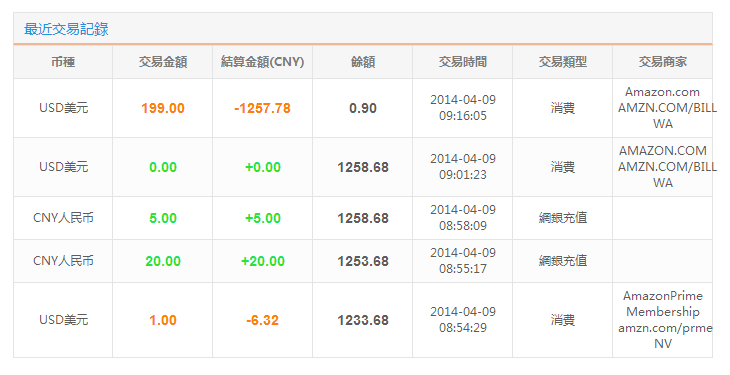 最近交易記錄
币種 交易金額 結算金額(CNY) 餘額 交易時間 交易類型 交易商家
USD美元 199.00 -1257.78 0.90 2014-04-09 09:16:05 消費 Amazon.com
AMZN.COM/BILL
WA
USD美元 0.00 +0.00 1258.68 2014-04-09 09:01:23 消費 AMAZON.COM
AMZN.COM/BILL
WA
CNY人民币 5.00 +5.00 1258.68 2014-04-09 08:58:09 網銀充值
CNY人民币 20.00 +20.00 1253.68 2014-04-09 08:55:17 網銀充值
USD美元 1.00 -6.32 1233.68 2014-04-09 08:54:29 消費 AmazonPrime
Membership
amzn.com/prme
NV